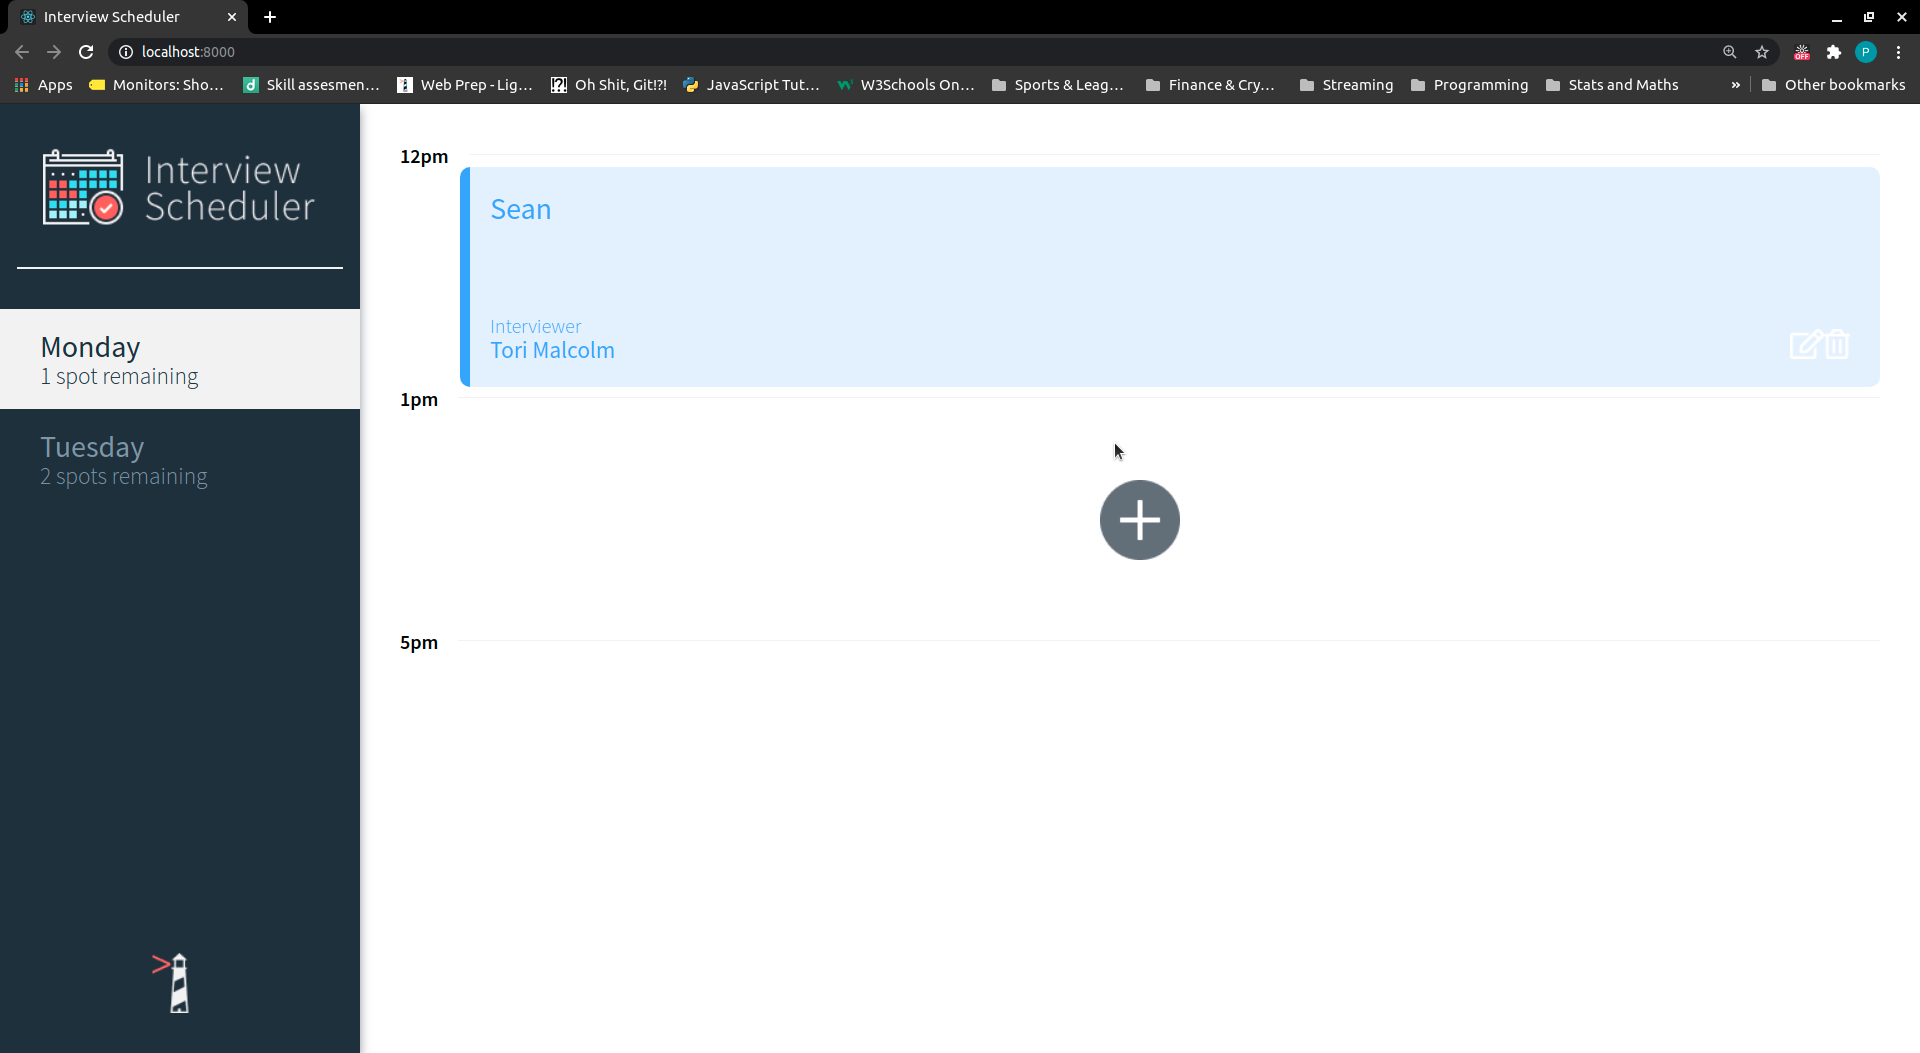 Interview Scheduler
localhost:8000
Apps
Monitors: Sho...
Skill assesmen...
Web Prep - Lig...
Oh Shit, Git!?!
JavaScript Tut...
W3Schools On...
Sports & Leag...
Finance & Cry...
Streaming
Programming
Stats and Maths
»
Other bookmarks
OFF
P
Interview
Scheduler
Monday
1 spot remaining
Tuesday
2 spots remaining
12pm
Sean
Interviewer
Tori Malcolm
1pm
5pm